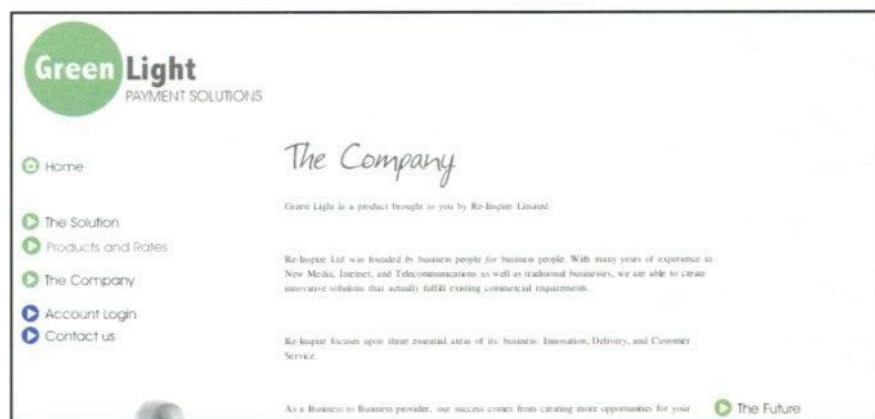 Green Light
PAYMENT SOLUTIONS
Home
The Solution
Products and Rates
The Company
Account Login
Contact us
The Company
Green Light is a product brought to you by Re-Inspire Limited.
Re-Inspire Ltd was founded by business people for business people. With many years of experience in
New Media, Internet, and Telecommunications as well as traditional businesses, we are able to create
innovative solutions that actually fulfill existing commercial requirements.
Re-Inspire focuses upon three essential areas of its business: Innovation, Delivery, and Customer
Service.
As a Business to Business provider, our success comes from creating more opportunities for your
The Future